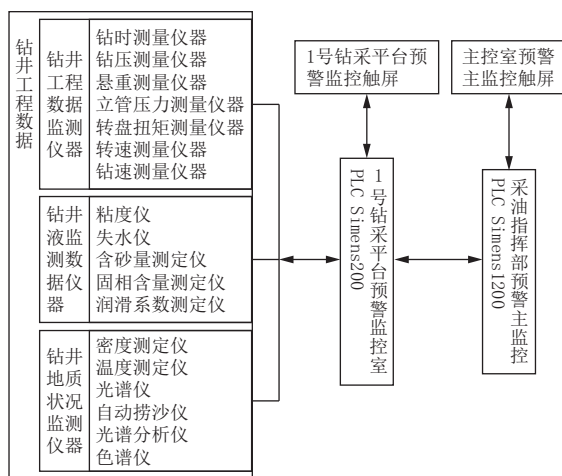 钻井工程数据
钻井
工程
数据
监测
仪器
钻时测量仪器
钻压测量仪器
悬重测量仪器
立管压力测量仪器
转盘扭矩测量仪器
转速测量仪器
钻速测量仪器
钻井
液监
测数
据仪
器
粘度仪
失水仪
含砂量测定仪
固相含量测定仪
润滑系数测定仪
钻井
地质
状况
监测
仪器
密度测定仪
温度测定仪
光谱仪
自动捞沙仪
光谱分析仪
色谱仪
1号钻采平台预
警监控触屏
1号钻采平台预警监控室
PLC Simens200
主控室预警
主监控触屏
采油指挥部预警主监控
PLC Simens1200